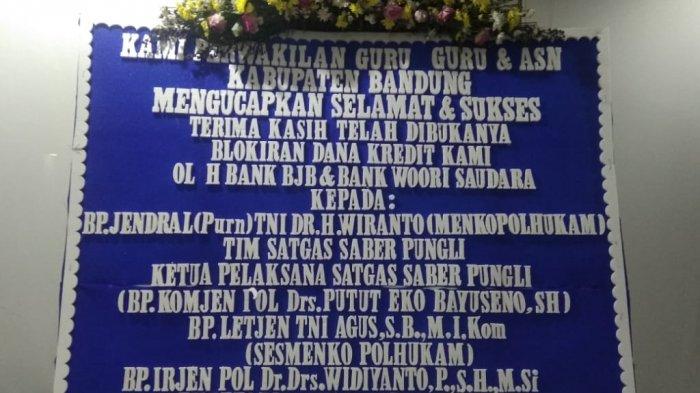 KAMI PERWAKILAN GURU GURU & ASN
KABUPATEN BANDUNG
MENGUCAPKAN SELAMAT & SUKSES
TERIMA KASIH TELAH DIBUKANYA
BLOKIRAN DANA KREDIT KAMI
OL H BANK BJB & BANK WOORI SAUDARA
KEPADA :
BP.JENDRAL(Purn)TNI DR.H.WIRANTO(MENKOPOLHUKAM)
TIM SATGAS SABER PUNGLI
KETUA PELAKSANA SATGAS SABER PUNGLI
(BP.KOMJEN POL Drs.PUTUT EKO BAYUSENO,SH)
BP.LETJEN TNI AGUS,S.B.,M.I.Kom
(SESMENKO POLHUKAM)
BP.IRJEN POL Dr.Drs.WIDIYANTO,P.,S.H.,M.Si